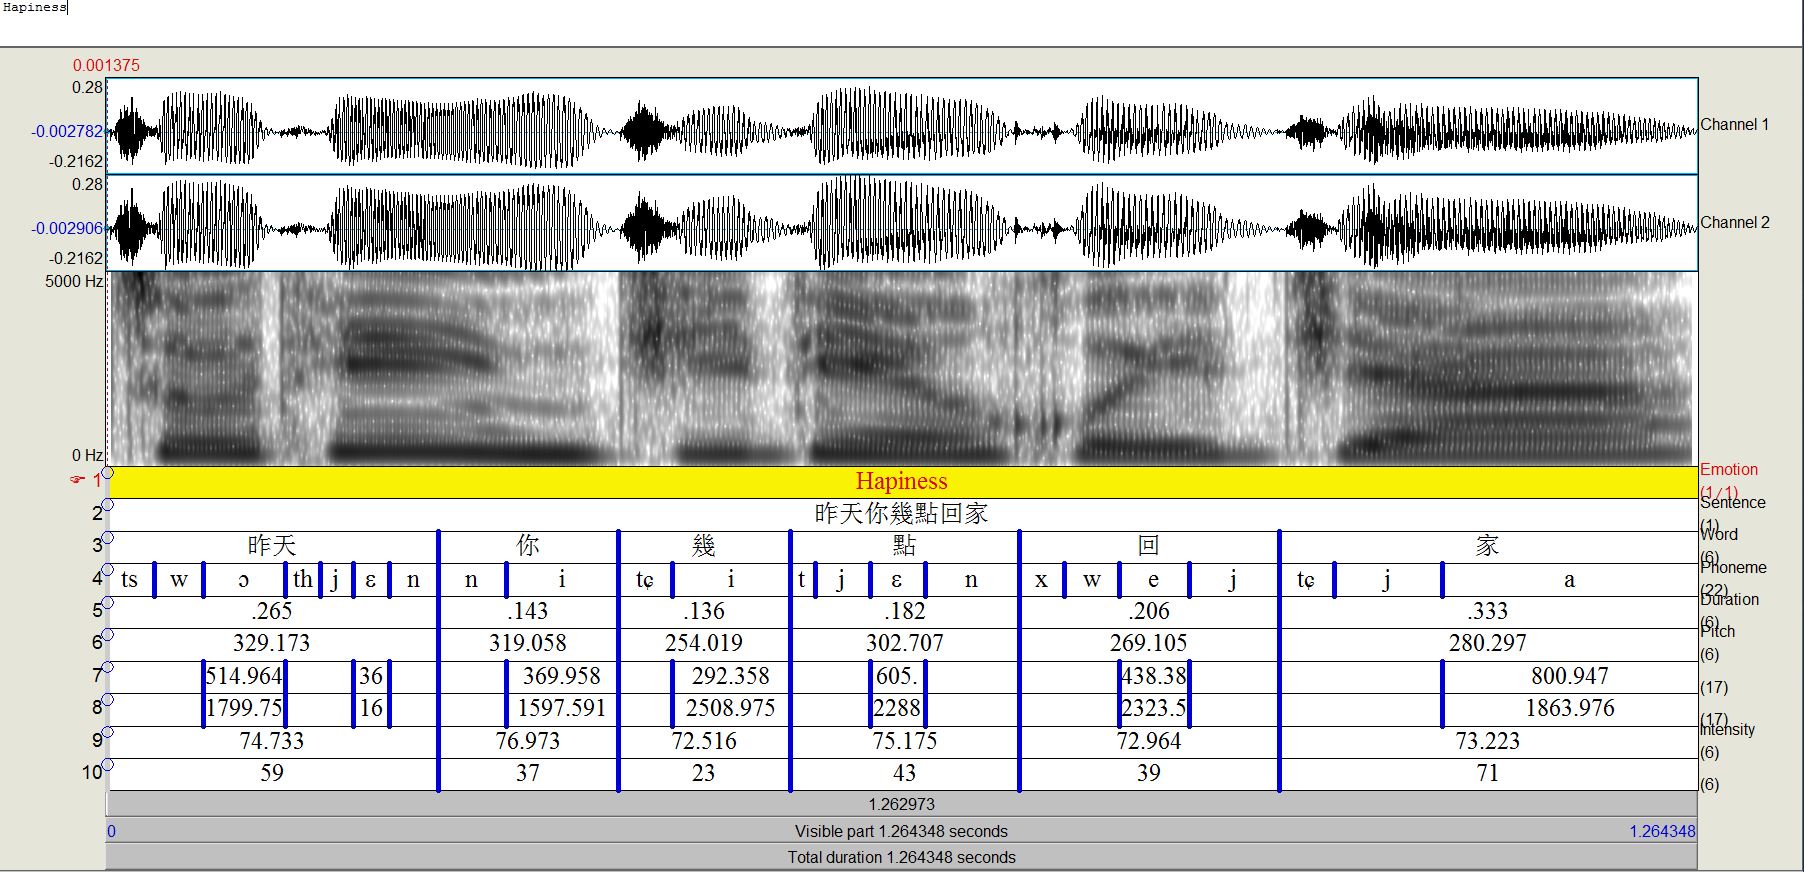 Hapiness
0.001375
0.28
-0.002782
-0.2162
Channel 1
0.28
-0.002906
-0.2162
Channel 2
5000 Hz
0 Hz
1 Hapiness Emotion (1/1)
2 昨天你幾點回家 Sentence (1)
3 昨天 你 幾 點 回 家 Word (6)
4 ts w ɔ th j ɛ n n i tɕ i t j ɛ n x w e j tɕ j a Phoneme (22)
5 .265 .143 .136 .182 .206 .333 Duration (6)
6 329.173 319.058 254.019 302.707 269.105 280.297 Pitch (6)
7 514.964 36 369.958 292.358 605. 438.38 800.947 (17)
8 1799.75 16 1597.591 2508.975 2288 2323.5 1863.976 (17)
9 74.733 76.973 72.516 75.175 72.964 73.223 Intensity (6)
10 59 37 23 43 39 71 (6)
1.262973
0 Visible part 1.264348 seconds 1.264348
Total duration 1.264348 seconds